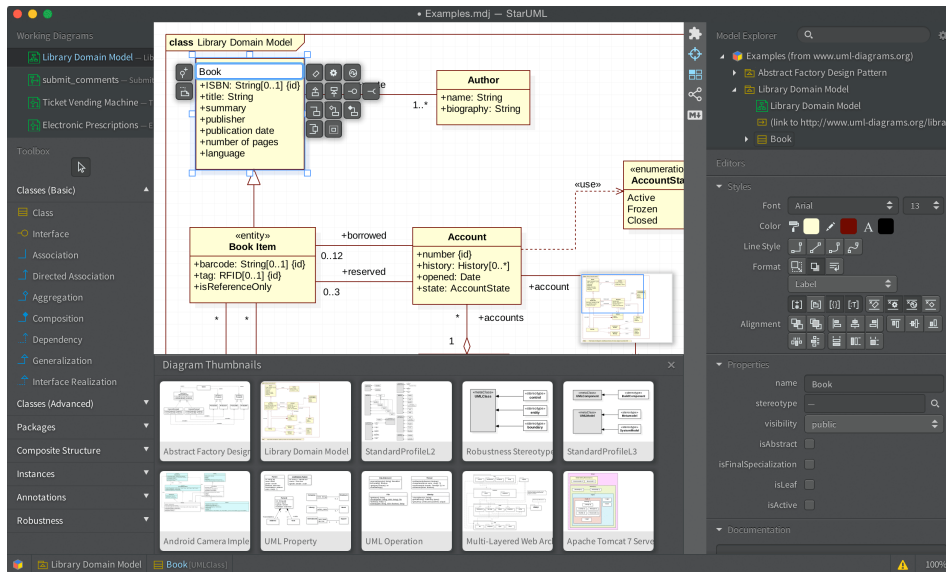 • Examples.mdj — StarUML
Working Diagrams
Library Domain Model — Lib
submit_comments — Submit
Ticket Vending Machine — T
Electronic Prescriptions — E
Toolbox
Classes (Basic)
Class
Interface
Association
Directed Association
Aggregation
Composition
Dependency
Generalization
Interface Realization
Classes (Advanced)
Packages
Composite Structure
Instances
Annotations
Robustness
class Library Domain Model
Book
+ISBN: String[0..1] {id}
+title: String
+summary
+publisher
+publication date
+number of pages
+language
1..*
Author
+name: String
+biography: String
«use»
«enumeratio
AccountSta
Active
Frozen
Closed
«entity»
Book Item
+barcode: String[0..1] {id}
+tag: RFID[0..1] {id}
+isReferenceOnly
+borrowed
0..12
+reserved
0..3
Account
+number {id}
+history: History[0..*]
+opened: Date
+state: AccountState
+account
*
*
*
+accounts
1
Diagram Thumbnails
Abstract Factory Design
Library Domain Model
StandardProfileL2
Robustness Stereotype
StandardProfileL3
Android Camera Imple
UML Property
UML Operation
Multi-Layered Web Arc
Apache Tomcat 7 Serve
Model Explorer
Examples (from www.uml-diagrams.org)
Abstract Factory Design Pattern
Library Domain Model
Library Domain Model
(link to http://www.uml-diagrams.org/libra
Book
Editors
Styles
Font
Arial
13
Color
A
Line Style
Format
Label
Alignment
Properties
name
Book
stereotype
—
visibility
public
isAbstract
isFinalSpecialization
isLeaf
isActive
Documentation
Library Domain Model
Book [UMLClass]
100%